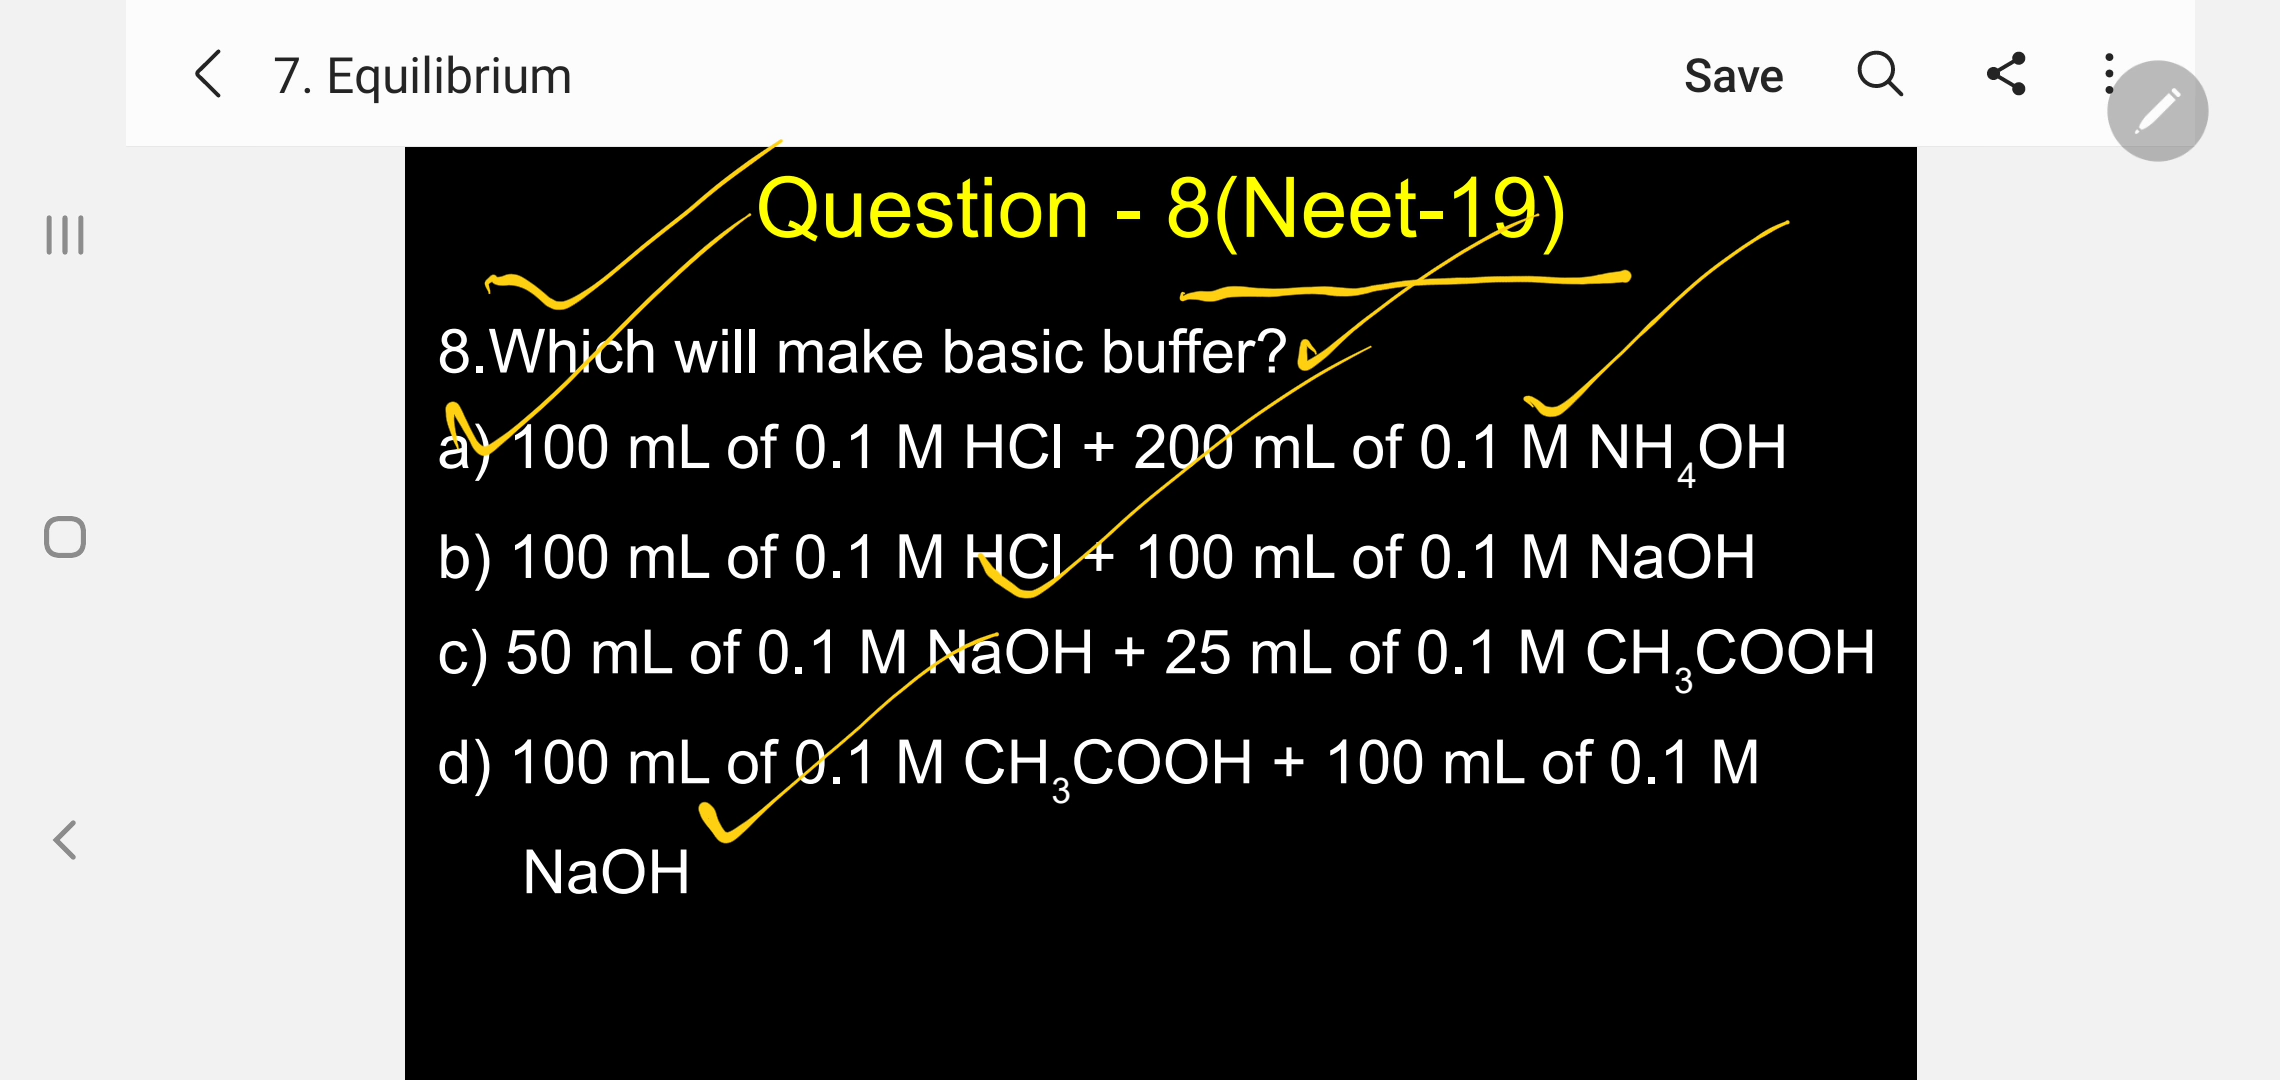 7. Equilibrium
Save
Question - 8(Neet-19)
8.Which will make basic buffer?
a) 100 mL of 0.1 M HCl + 200 mL of 0.1 M NH₄OH
b) 100 mL of 0.1 M HCl + 100 mL of 0.1 M NaOH
c) 50 mL of 0.1 M NaOH + 25 mL of 0.1 M CH₃COOH
d) 100 mL of 0.1 M CH₃COOH + 100 mL of 0.1 M
NaOH